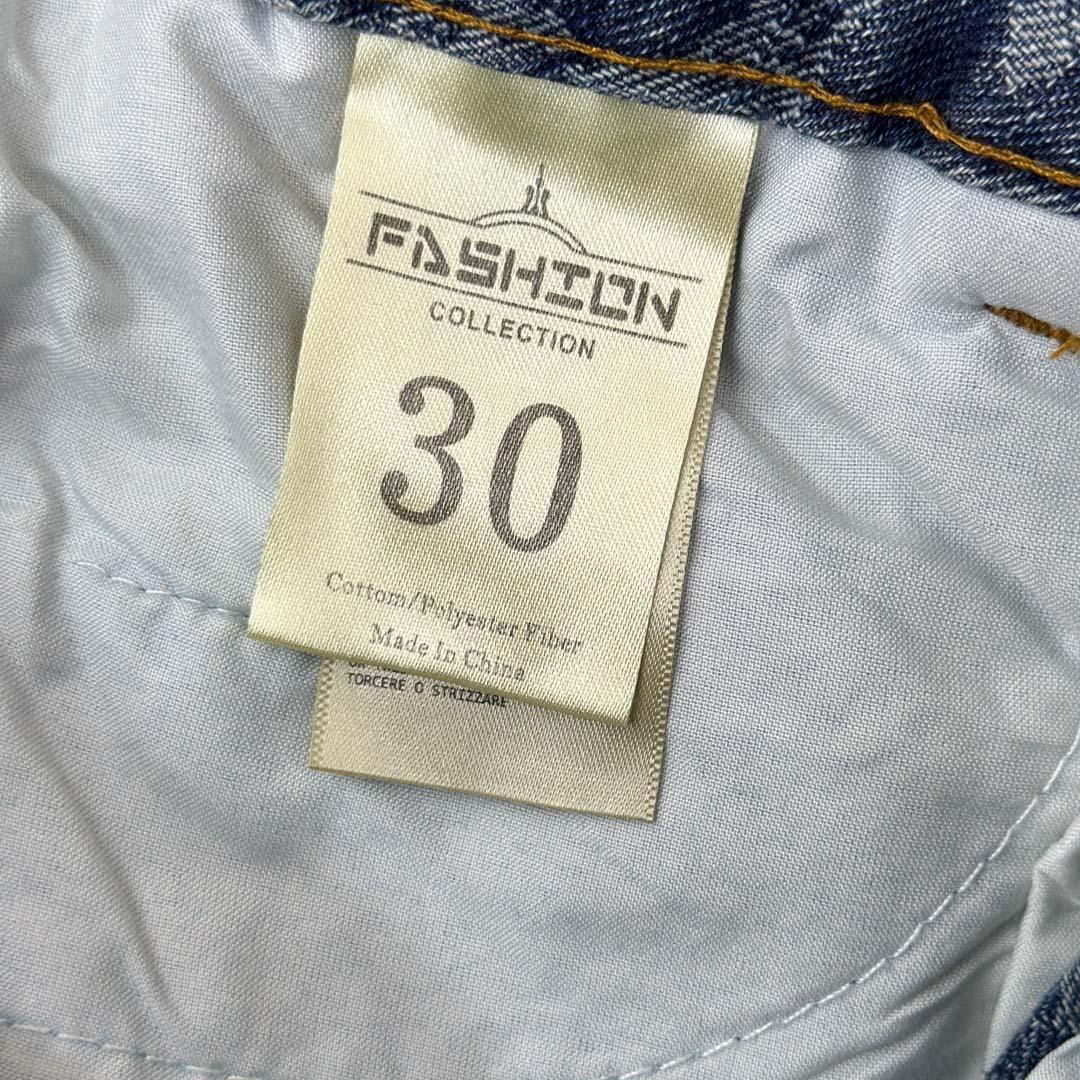 FASHION
COLLECTION
30
Cottom/Polyester Fiber
Made In China
TORCERE O STRIZZARE